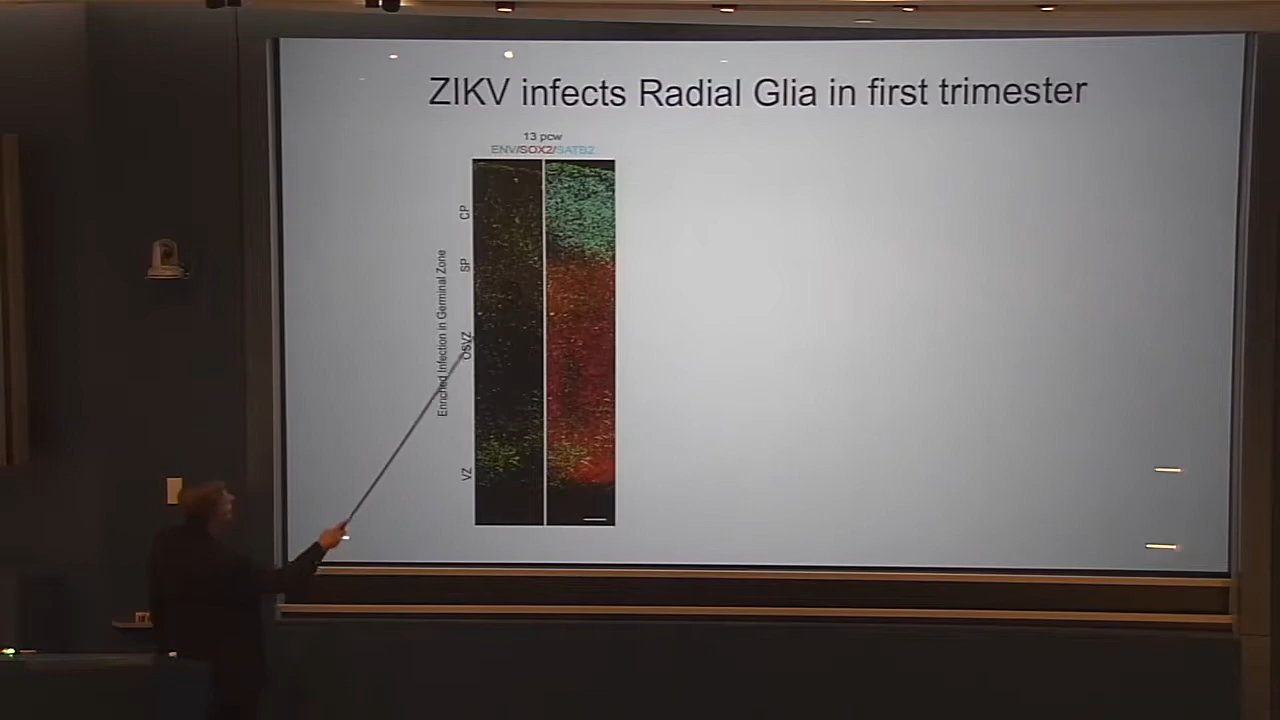 ZIKV infects Radial Glia in first trimester
13 pcw
ENV/SOX2/SATB2
Enriched Infection in Germinal Zone
CP
SP
OSVZ
VZ